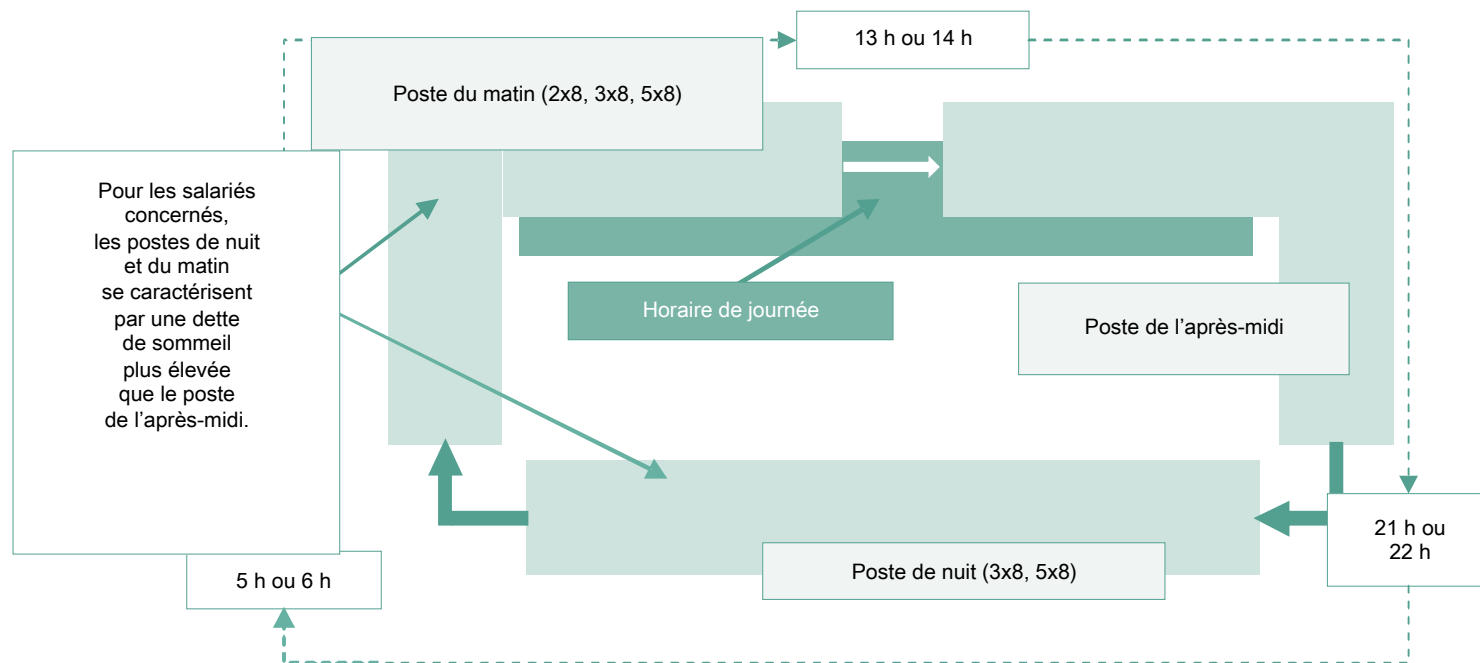 13 h ou 14 h
Poste du matin (2x8, 3x8, 5x8)
Pour les salariés
concernés,
les postes de nuit
et du matin
se caractérisent
par une dette
de sommeil
plus élevée
que le poste
de l’après-midi.
Horaire de journée
Poste de l’après-midi
21 h ou
22 h
Poste de nuit (3x8, 5x8)
5 h ou 6 h